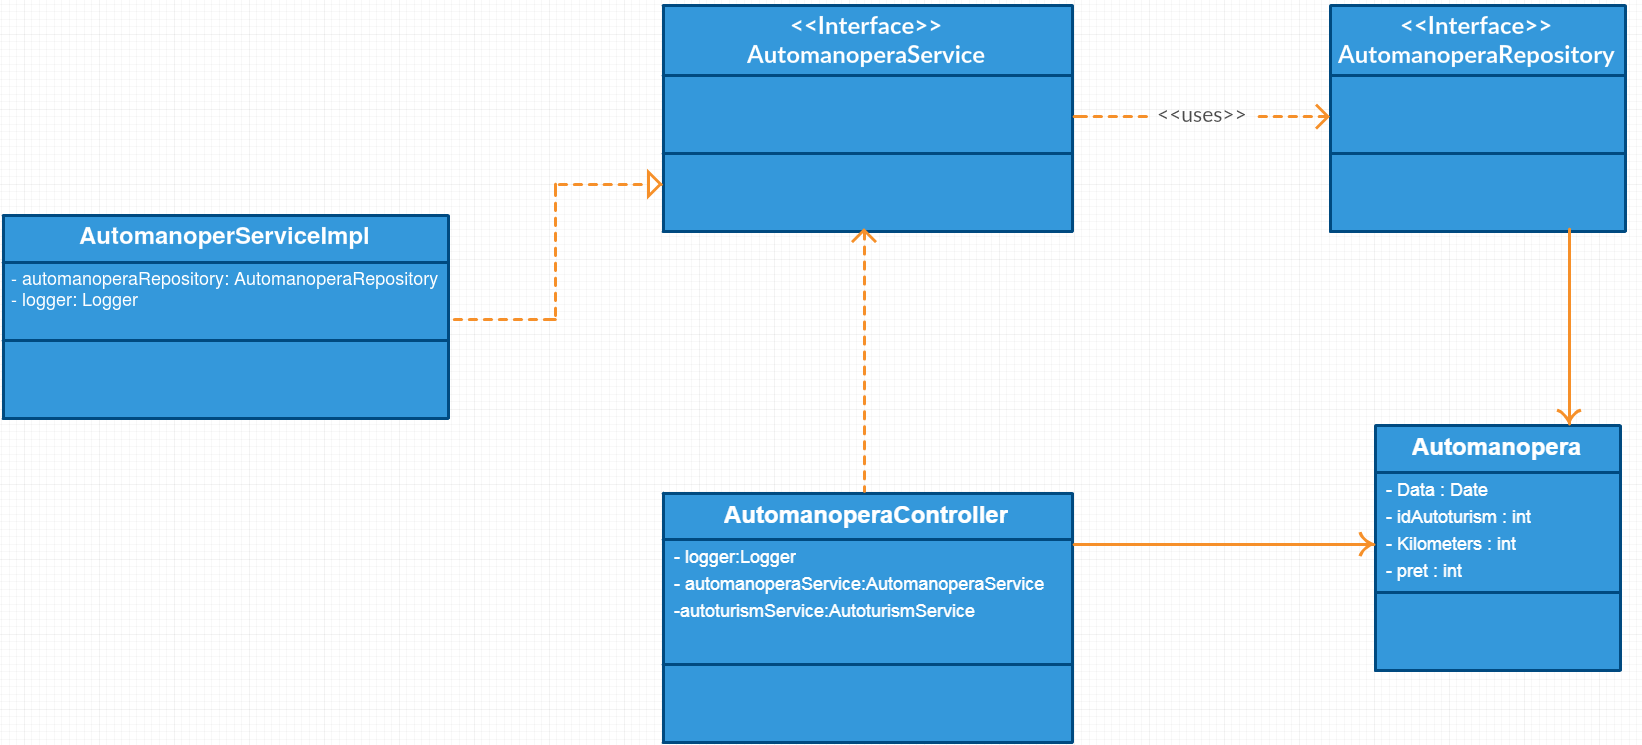 <<Interface>>
AutomanoperaService
<<Interface>>
AutomanoperaRepository
<<uses>>
AutomanoperServiceImpl
- automanoperaRepository: AutomanoperaRepository
- logger: Logger
AutomanoperaController
- logger:Logger
- automanoperaService:AutomanoperaService
-autoturismService:AutoturismService
Automanopera
- Data : Date
- idAutoturism : int
- Kilometers : int
- pret : int